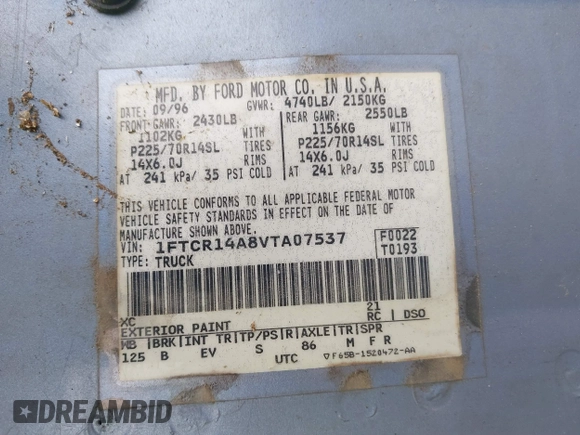 MFD. BY FORD MOTOR CO. IN U.S.A.
DATE: 09/96 GVWR: 4740LB/ 2150KG
FRONT GAWR: 2430LB REAR GAWR: 2550LB
1102KG WITH 1156KG WITH
P225/70R14SL TIRES P225/70R14SL TIRES
14X6.0J RIMS 14X6.0J RIMS
AT 241 kPa/ 35 PSI COLD AT 241 kPa/ 35 PSI COLD
THIS VEHICLE CONFORMS TO ALL APPLICABLE FEDERAL MOTOR
VEHICLE SAFETY STANDARDS IN EFFECT ON THE DATE OF
MANUFACTURE SHOWN ABOVE.
VIN: 1FTCR14A8VTA07537 F0022
TYPE: TRUCK T0193
XC 21
EXTERIOR PAINT RC DSO
WB BRK INT TR TP/PS R AXLE TR SPR
125 B EV S 86 M F R
UTC F65B-1520472-AA
DREAMBID